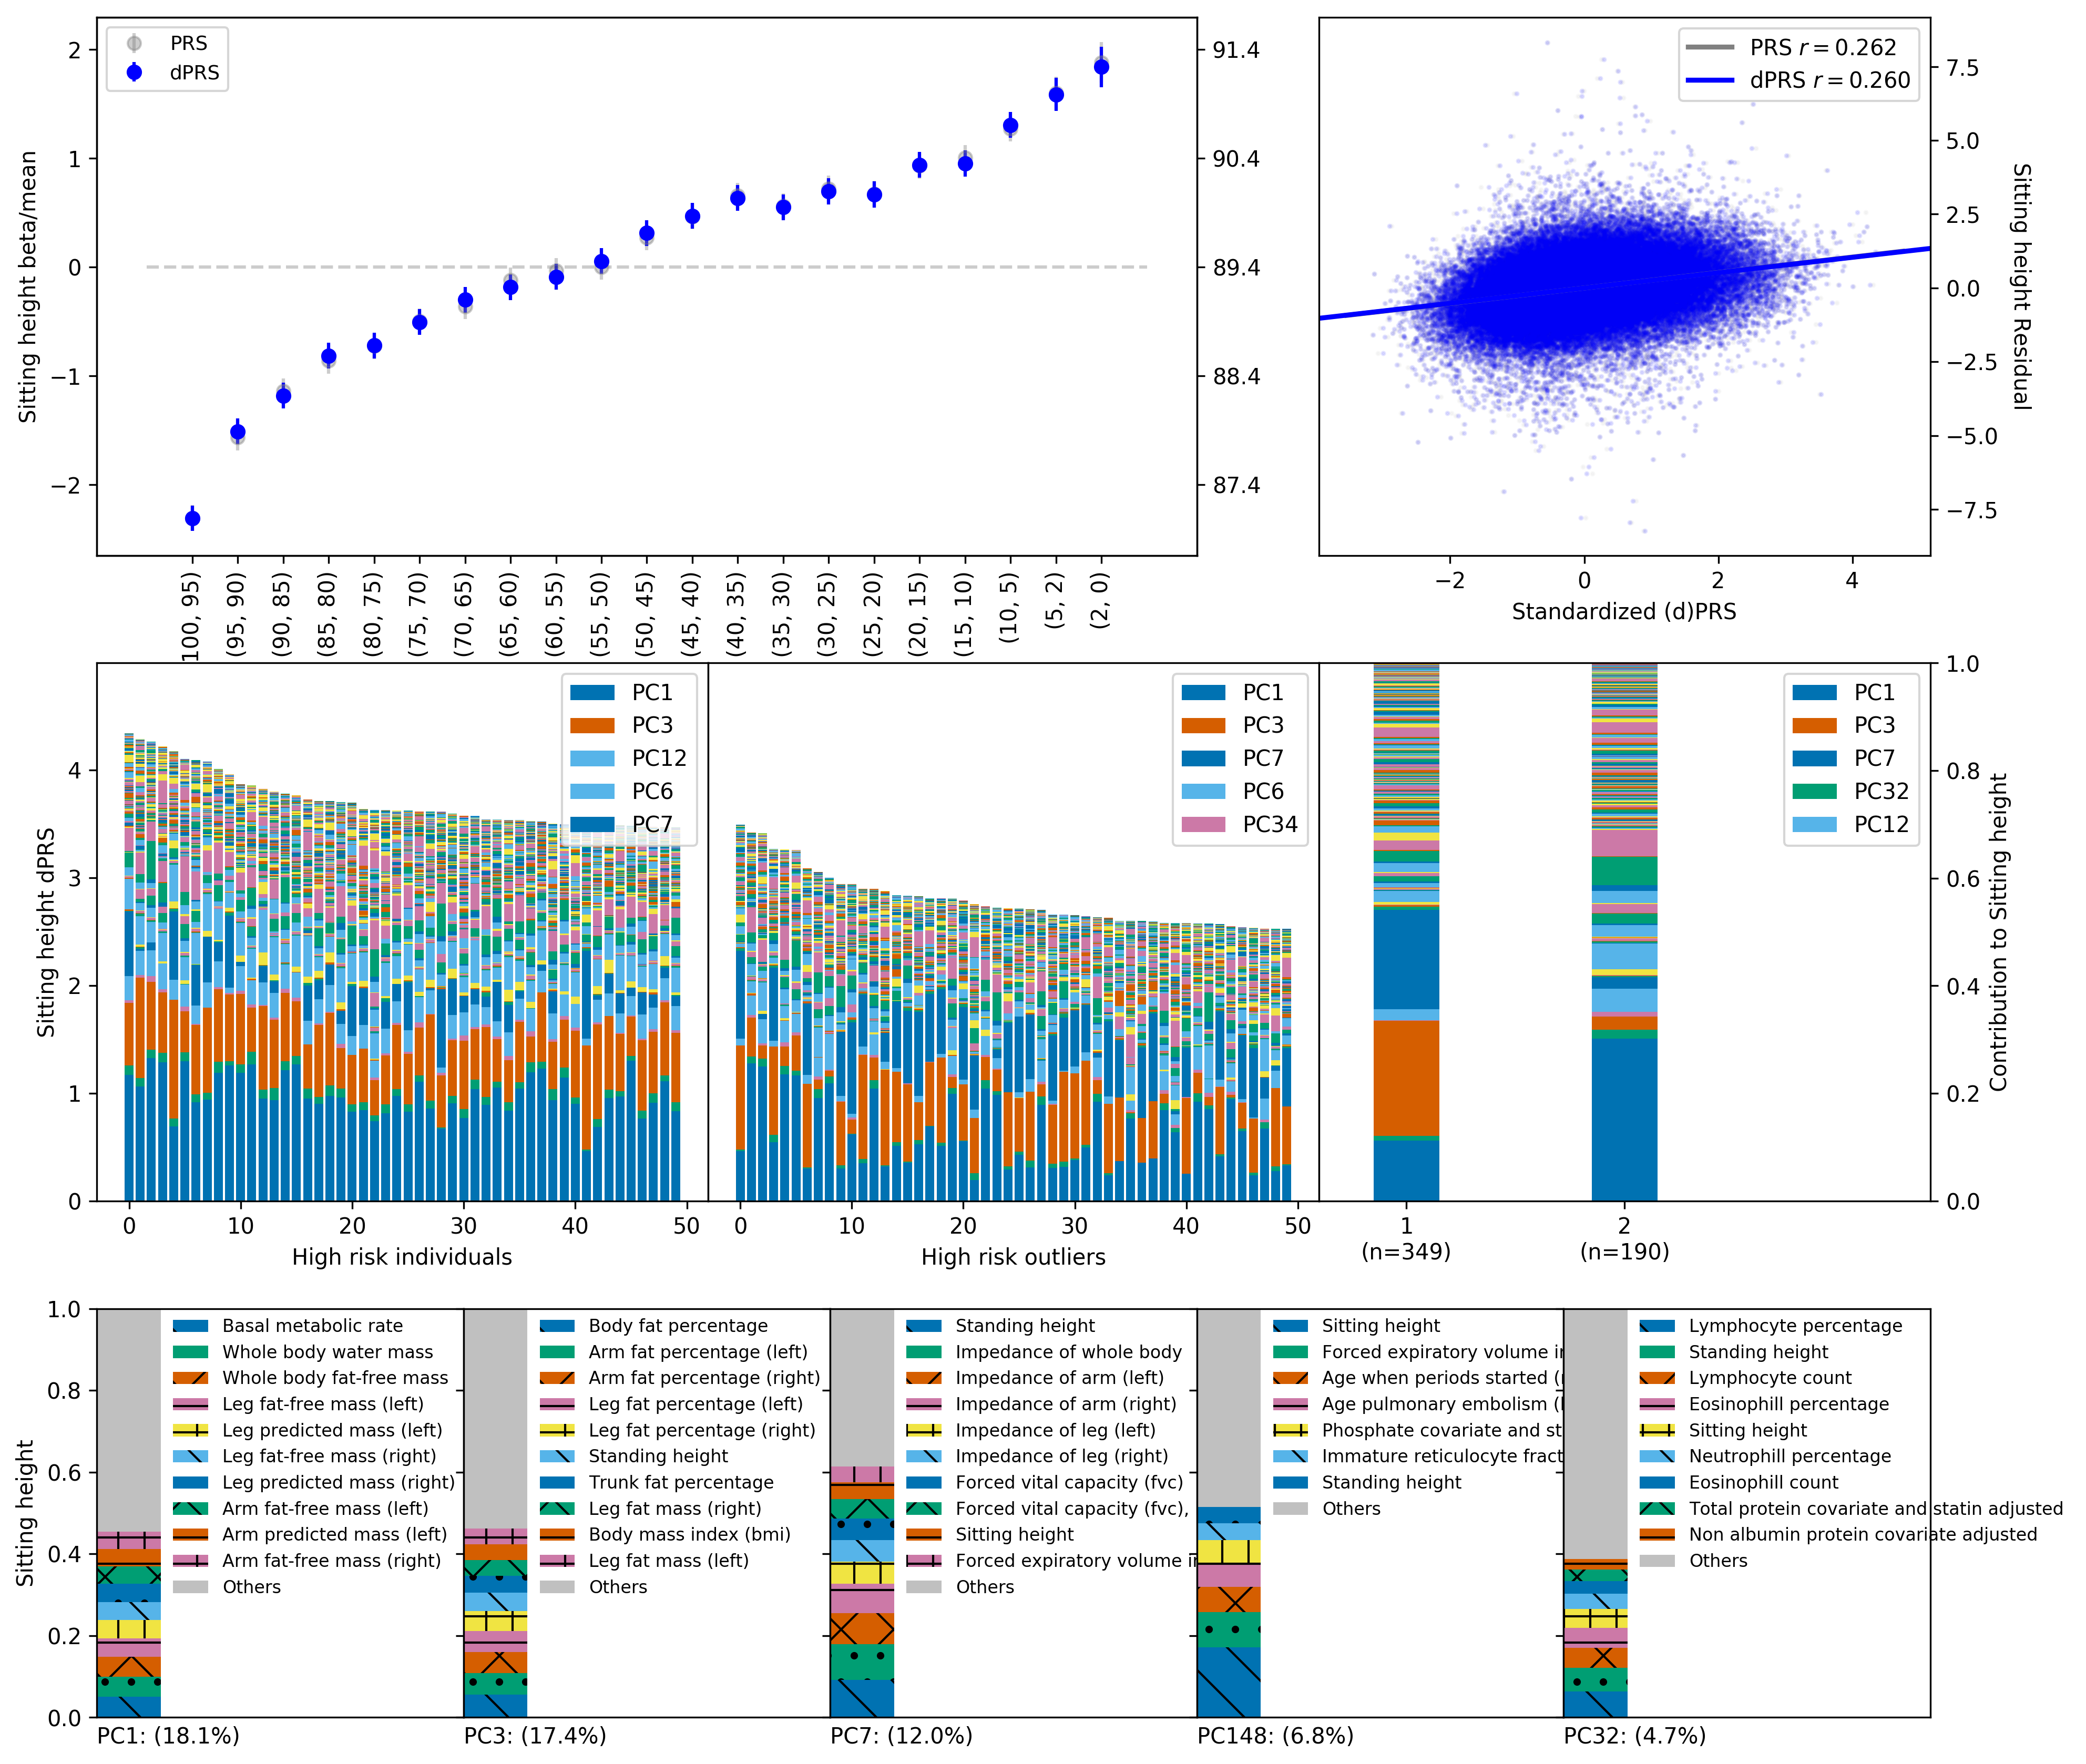 Sitting height beta/mean
2
1
0
−1
−2
PRS
dPRS
91.4
90.4
89.4
88.4
87.4
100, 95)
(95, 90)
(90, 85)
(85, 80)
(80, 75)
(75, 70)
(70, 65)
(65, 60)
(60, 55)
(55, 50)
(50, 45)
(45, 40)
(40, 35)
(35, 30)
(30, 25)
(25, 20)
(20, 15)
(15, 10)
(10, 5)
(5, 2)
(2, 0)
PRS r = 0.262
dPRS r = 0.260
7.5
5.0
2.5
0.0
−2.5
−5.0
−7.5
Sitting height Residual
−2
0
2
4
Standardized (d)PRS
Sitting height dPRS
4
3
2
1
0
PC1
PC3
PC12
PC6
PC7
0
10
20
30
40
50
High risk individuals
PC1
PC3
PC7
PC6
PC34
0
10
20
30
40
50
High risk outliers
PC1
PC3
PC7
PC32
PC12
1
(n=349)
2
(n=190)
1.0
0.8
0.6
0.4
0.2
0.0
Contribution to Sitting height
Sitting height
1.0
0.8
0.6
0.4
0.2
0.0
Basal metabolic rate
Whole body water mass
Whole body fat-free mass
Leg fat-free mass (left)
Leg predicted mass (left)
Leg fat-free mass (right)
Leg predicted mass (right)
Arm fat-free mass (left)
Arm predicted mass (left)
Arm fat-free mass (right)
Others
PC1: (18.1%)
Body fat percentage
Arm fat percentage (left)
Arm fat percentage (right)
Leg fat percentage (left)
Leg fat percentage (right)
Standing height
Trunk fat percentage
Leg fat mass (right)
Body mass index (bmi)
Leg fat mass (left)
Others
PC3: (17.4%)
Standing height
Impedance of whole body
Impedance of arm (left)
Impedance of arm (right)
Impedance of leg (left)
Impedance of leg (right)
Forced vital capacity (fvc)
Forced vital capacity (fvc),
Sitting height
Forced expiratory volume i
Others
PC7: (12.0%)
Sitting height
Forced expiratory volume i
Age when periods started (
Age pulmonary embolism (
Phosphate covariate and st
Immature reticulocyte fract
Standing height
Others
PC148: (6.8%)
Lymphocyte percentage
Standing height
Lymphocyte count
Eosinophill percentage
Sitting height
Neutrophill percentage
Eosinophill count
Total protein covariate and statin adjusted
Non albumin protein covariate adjusted
Others
PC32: (4.7%)